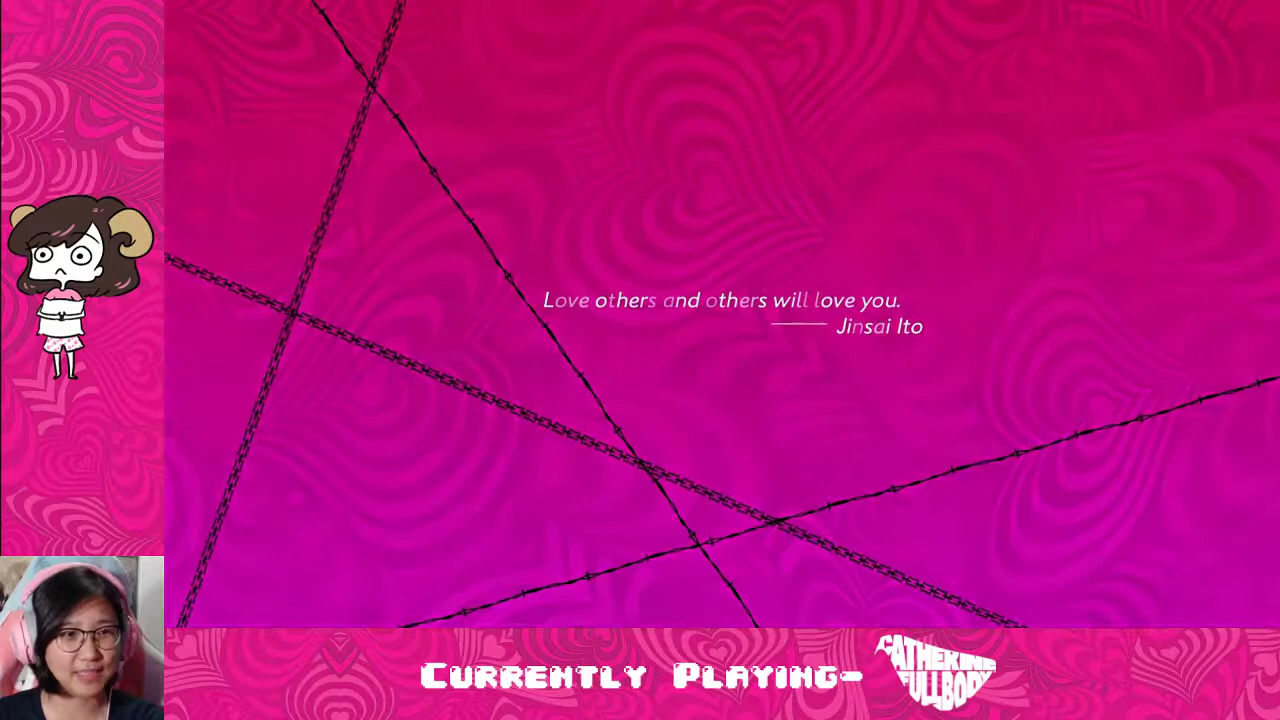 Love others and others will love you.
Jinsai Ito
Currently Playing-
CATHERINE
FULLBODY